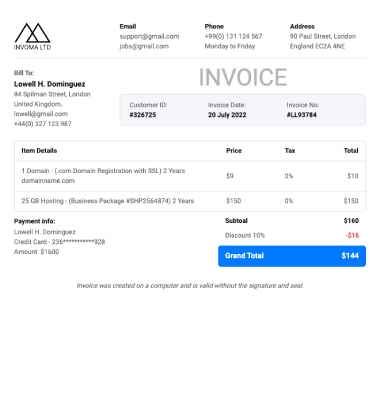 INVOMA LTD
Email
support@gmail.com
jobs@gmail.com
Phone
+99(0) 131 124 567
Monday to Friday
Address
90 Paul Street, London
England EC2A 4NE
Bill To:
Lowell H. Dominguez
84 Spilman Street, London
United Kingdom.
lowell@gmail.com
+44(0) 327 123 987
INVOICE
Customer ID:
#326725
Invoice Date:
20 July 2022
Invoice No:
#LL93784
Item Details Price Tax Total
1 Domain - (.com Domain Registration with SSL) 2 Years $9 0% $10
domainname.com
25 GB Hosting - (Business Package #SHP2564874) 2 Years $150 0% $150
Payment info:
Lowell H. Dominguez
Credit Card - 236***********928
Amount: $1600
Subtoal $160
Discount 10% -$16
Grand Total $144
Invoice was created on a computer and is valid without the signature and seal.